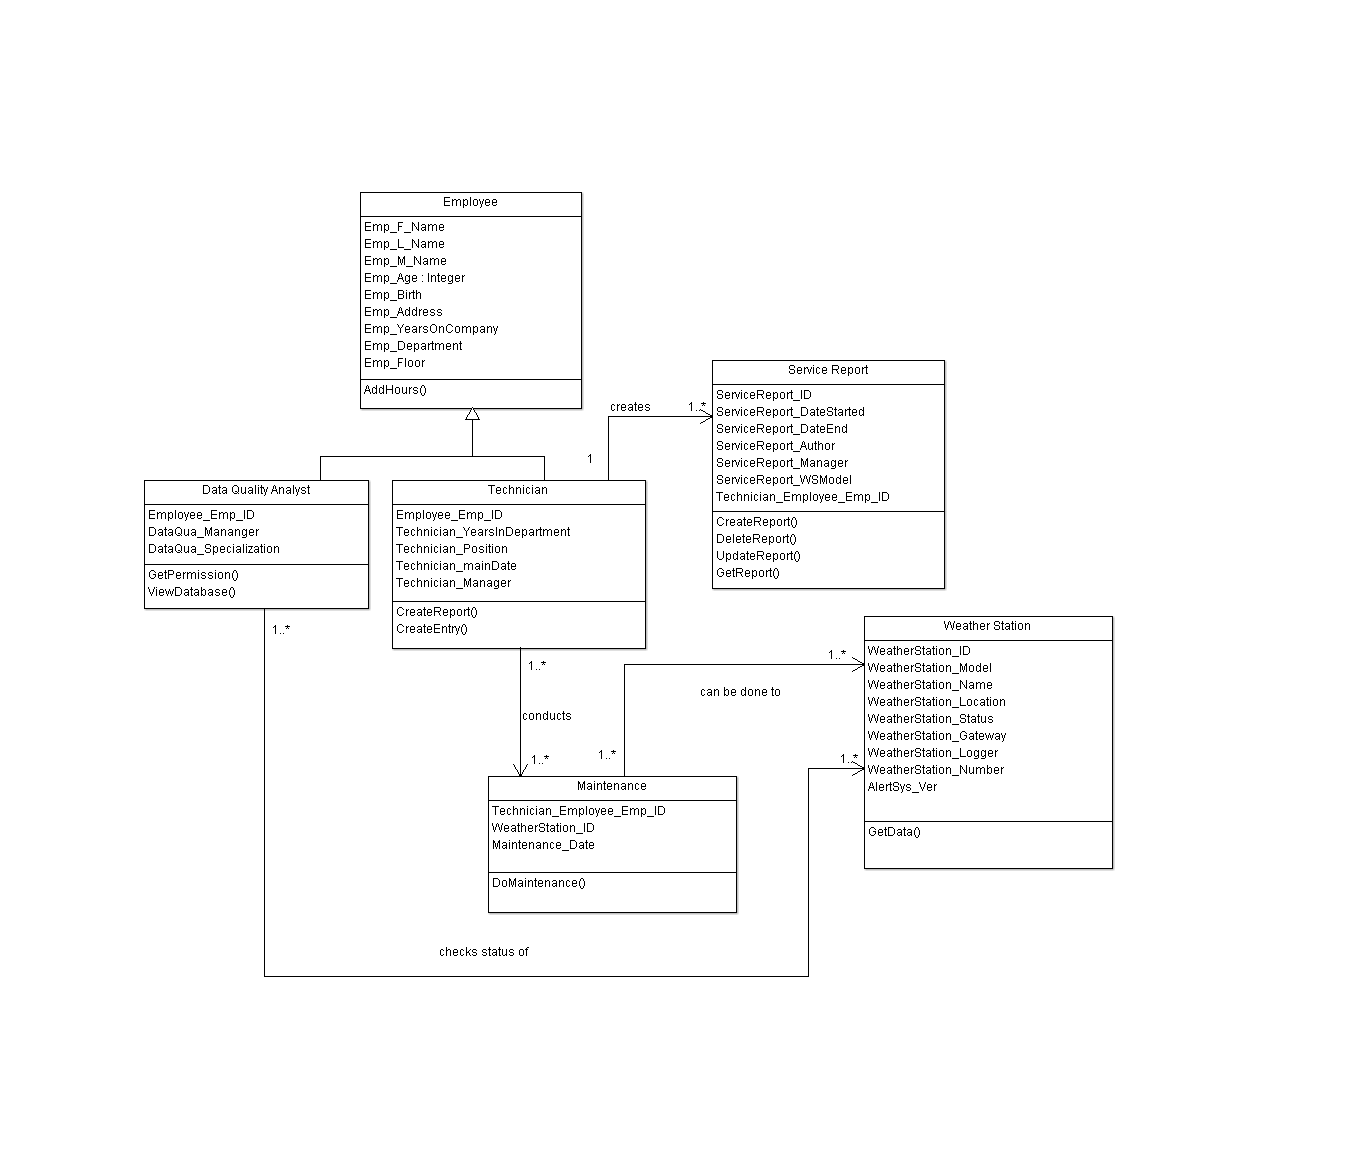 Employee
Emp_F_Name
Emp_L_Name
Emp_M_Name
Emp_Age : Integer
Emp_Birth
Emp_Address
Emp_YearsOnCompany
Emp_Department
Emp_Floor
AddHours()
creates
1..*
1
Service Report
ServiceReport_ID
ServiceReport_DateStarted
ServiceReport_DateEnd
ServiceReport_Author
ServiceReport_Manager
ServiceReport_WSModel
Technician_Employee_Emp_ID
CreateReport()
DeleteReport()
UpdateReport()
GetReport()
Data Quality Analyst
Employee_Emp_ID
DataQua_Mananger
DataQua_Specialization
GetPermission()
ViewDatabase()
1..*
Technician
Employee_Emp_ID
Technician_YearsInDepartment
Technician_Position
Technician_mainDate
Technician_Manager
CreateReport()
CreateEntry()
1..*
conducts
1..*
1..*
can be done to
1..*
1..*
Weather Station
WeatherStation_ID
WeatherStation_Model
WeatherStation_Name
WeatherStation_Location
WeatherStation_Status
WeatherStation_Gateway
WeatherStation_Logger
WeatherStation_Number
AlertSys_Ver
GetData()
Maintenance
Technician_Employee_Emp_ID
WeatherStation_ID
Maintenance_Date
DoMaintenance()
checks status of